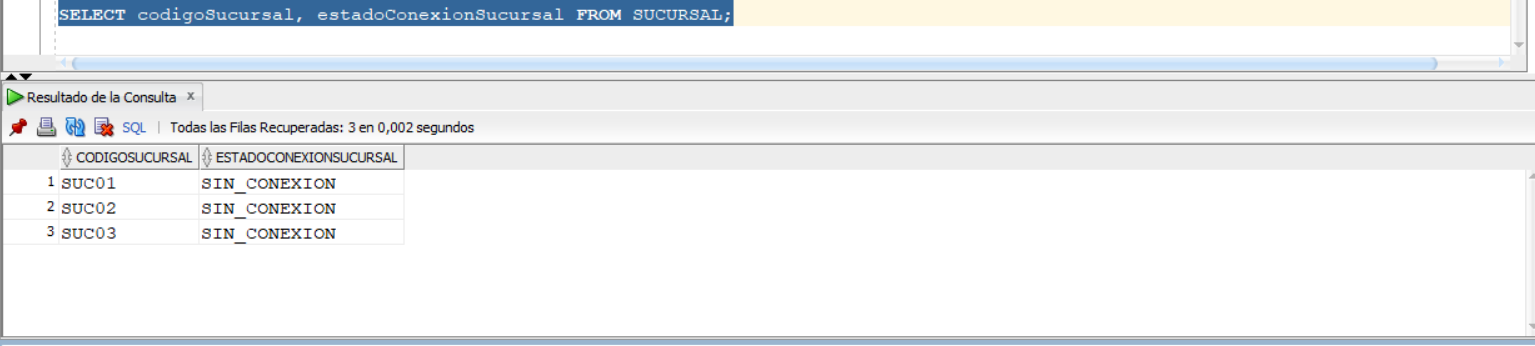 SELECT codigoSucursal, estadoConexionSucursal FROM SUCURSAL;
Resultado de la Consulta x
SQL | Todas las Filas Recuperadas: 3 en 0,002 segundos
CODIGOSUCURSAL ESTADOCONEXIONSUCURSAL
1 SUC01 SIN_CONEXION
2 SUC02 SIN_CONEXION
3 SUC03 SIN_CONEXION